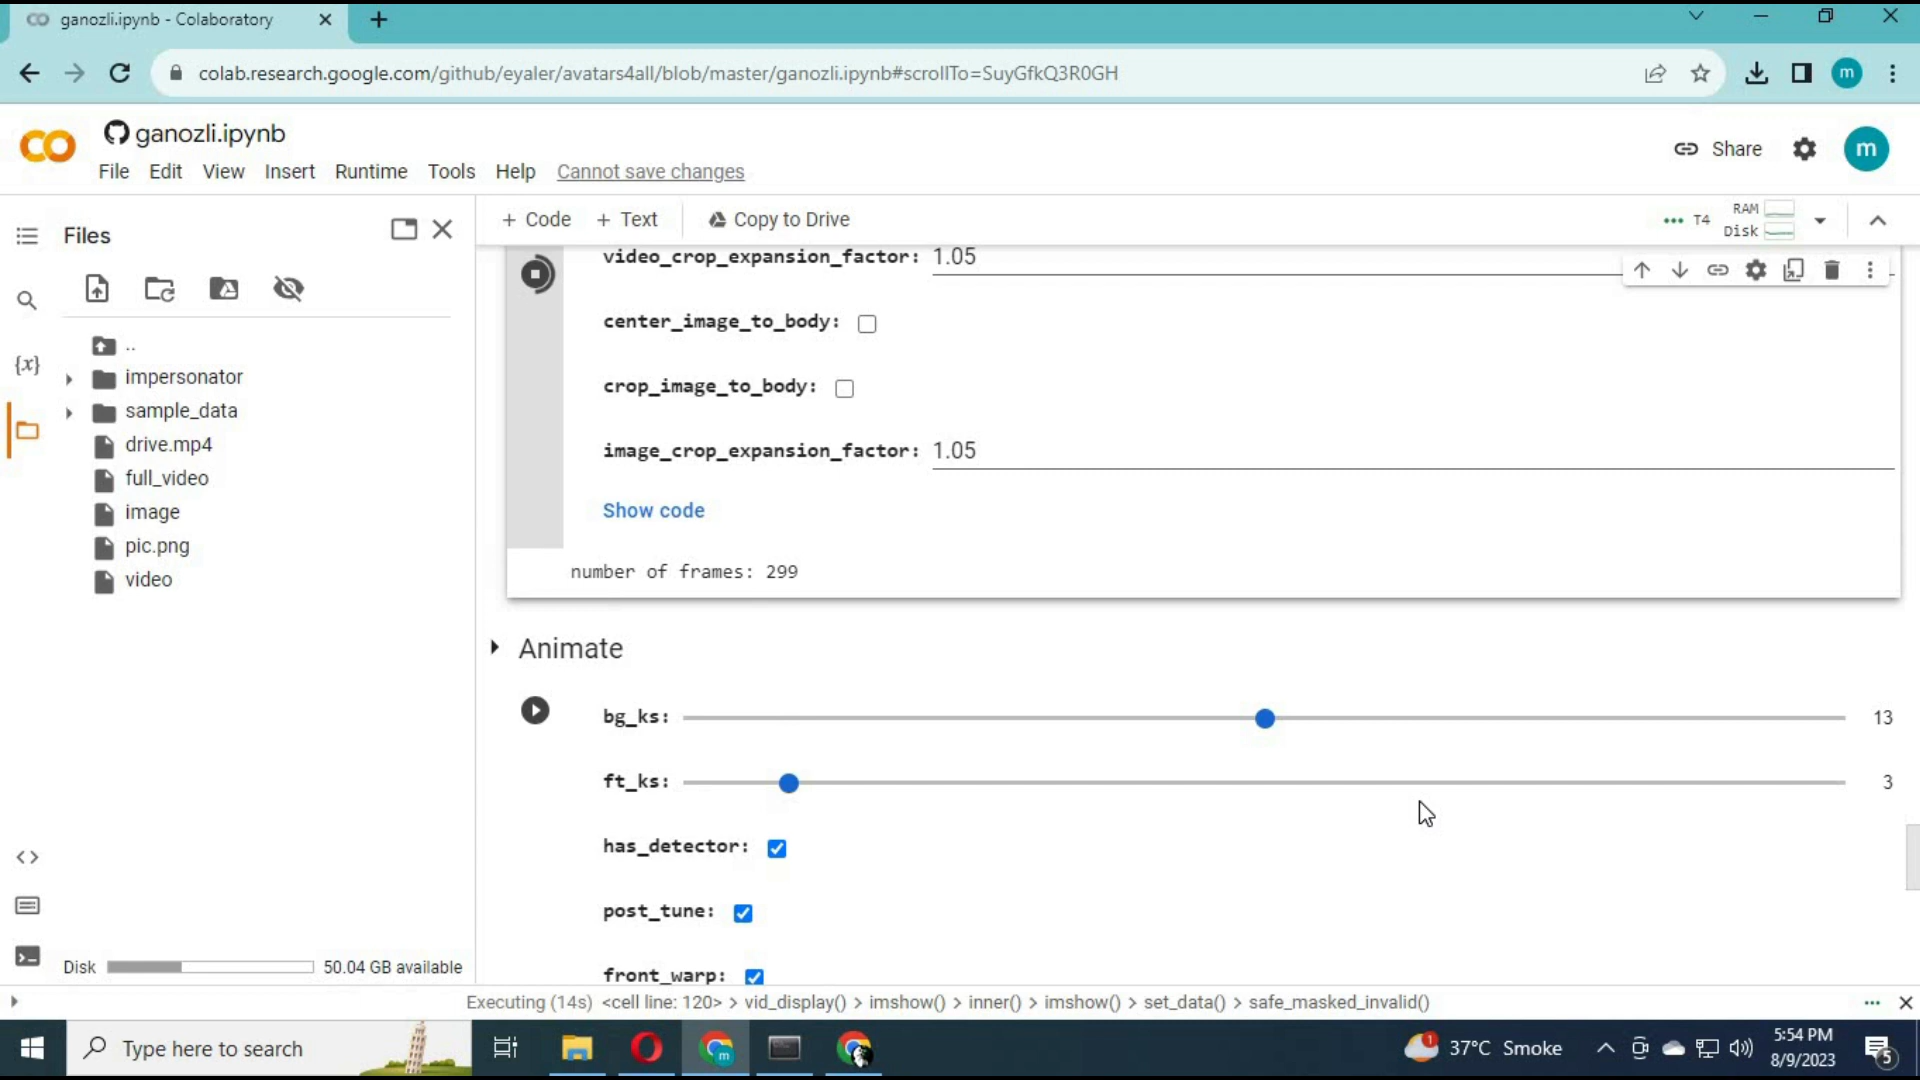 ganozli.ipynb - Colaboratory
colab.research.google.com/github/eyaler/avatars4all/blob/master/ganozli.ipynb#scrollTo=SuyGfkQ3R0GH
m
ganozli.ipynb
File Edit View Insert Runtime Tools Help Cannot save changes
Share
m
Files
+ Code + Text Copy to Drive
T4
RAM
Disk
..
impersonator
sample_data
drive.mp4
full_video
image
pic.png
video
{x}
Disk 50.04 GB available
video_crop_expansion_factor: 1.05
center_image_to_body:
crop_image_to_body:
image_crop_expansion_factor: 1.05
Show code
number of frames: 299
Animate
bg_ks: 13
ft_ks: 3
has_detector:
post_tune:
front_warp:
Executing (14s) <cell line: 120> > vid_display() > imshow() > inner() > imshow() > set_data() > safe_masked_invalid()
Type here to search
m
1
37°C Smoke
5:54 PM
8/9/2023
5